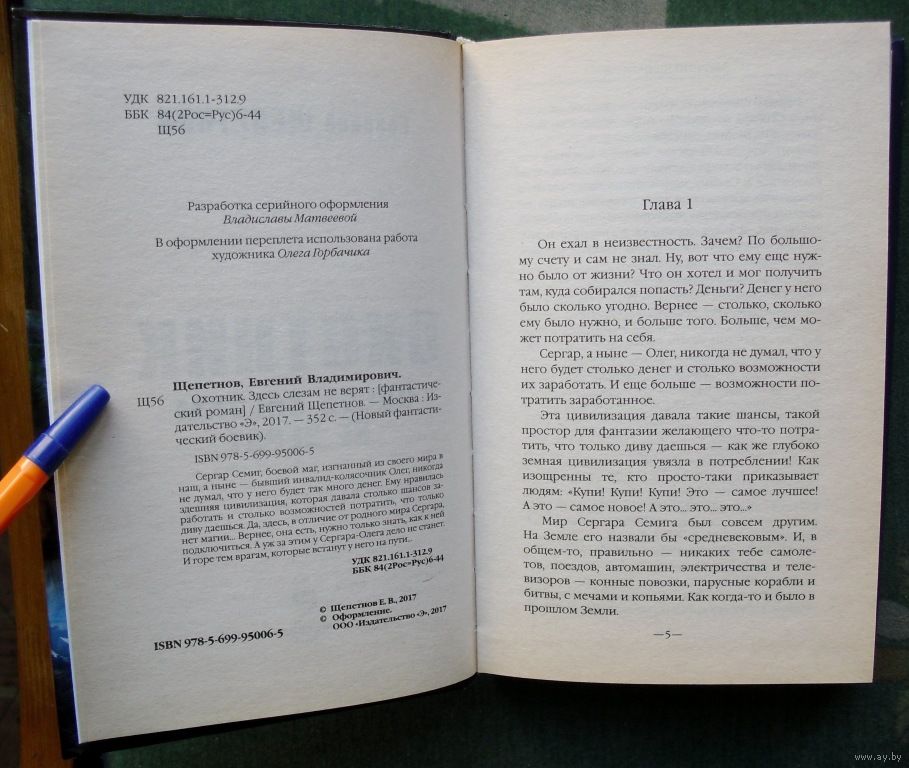 УДК 821.161.1-312.9
ББК 84(2Рос=Рус)6-44
Щ56
Разработка серийного оформления
Владиславы Матвеевой
В оформлении переплета использована работа
художника Олега Горбачика
Щепетнов, Евгений Владимирович.
Щ56 Охотник. Здесь слезам не верят : [фантастиче-
ский роман] / Евгений Щепетнов. — Москва : Из-
дательство «Э», 2017. — 352 с. — (Новый фантасти-
ческий боевик).
ISBN 978-5-699-95006-5
Сергар Семиг, боевой маг, изгнанный из своего мира в
наш, а ныне — бывший инвалид-колясочник Олег, никогда
не думал, что у него будет так много денег. Ему нравилась
здешняя цивилизация, которая давала столько шансов за-
работать и столько возможностей потратить, что только
диву даешься. Да, здесь, в отличие от родного мира Сергара,
нет магии... Вернее, она есть, нужно только знать, как к ней
подключиться. А уж за этим у Сергара-Олега дело не станет.
И горе тем врагам, которые встанут у него на пути...
УДК 821.161.1-312.9
ББК 84(2Рос=Рус)6-44
© Щепетнов Е. В., 2017
© Оформление.
ООО «Издательство «Э», 2017
ISBN 978-5-699-95006-5
Глава 1
Он ехал в неизвестность. Зачем? По большо-
му счету и сам не знал. Ну, вот что ему еще нуж-
но было от жизни? Что он хотел и мог получить
там, куда собирался попасть? Деньги? Денег у него
было сколько угодно. Вернее — столько, сколько
ему было нужно, и больше того. Больше, чем мо-
жет потратить на себя.
Сергар, а ныне — Олег, никогда не думал, что у
него будет столько денег и столько возможности
их заработать. И еще больше — возможности по-
тратить заработанное.
Эта цивилизация давала такие шансы, такой
простор для фантазии желающего что-то потра-
тить, что только диву даешься — как же глубоко
земная цивилизация увязла в потреблении! Как
изощренны те, кто просто-таки приказывает
людям: «Купи! Купи! Купи! Это — самое лучшее!
А это — самое новое! А это... это... это...»
Мир Сергара Семига был совсем другим.
На Земле его назвали бы «средневековым». И, в
общем-то, правильно — никаких тебе самоле-
тов, поездов, автомашин, электричества и теле-
визоров — конные повозки, парусные корабли и
битвы, с мечами и копьями. Как когда-то и было в
прошлом Земли.
—5—
www.ay.by